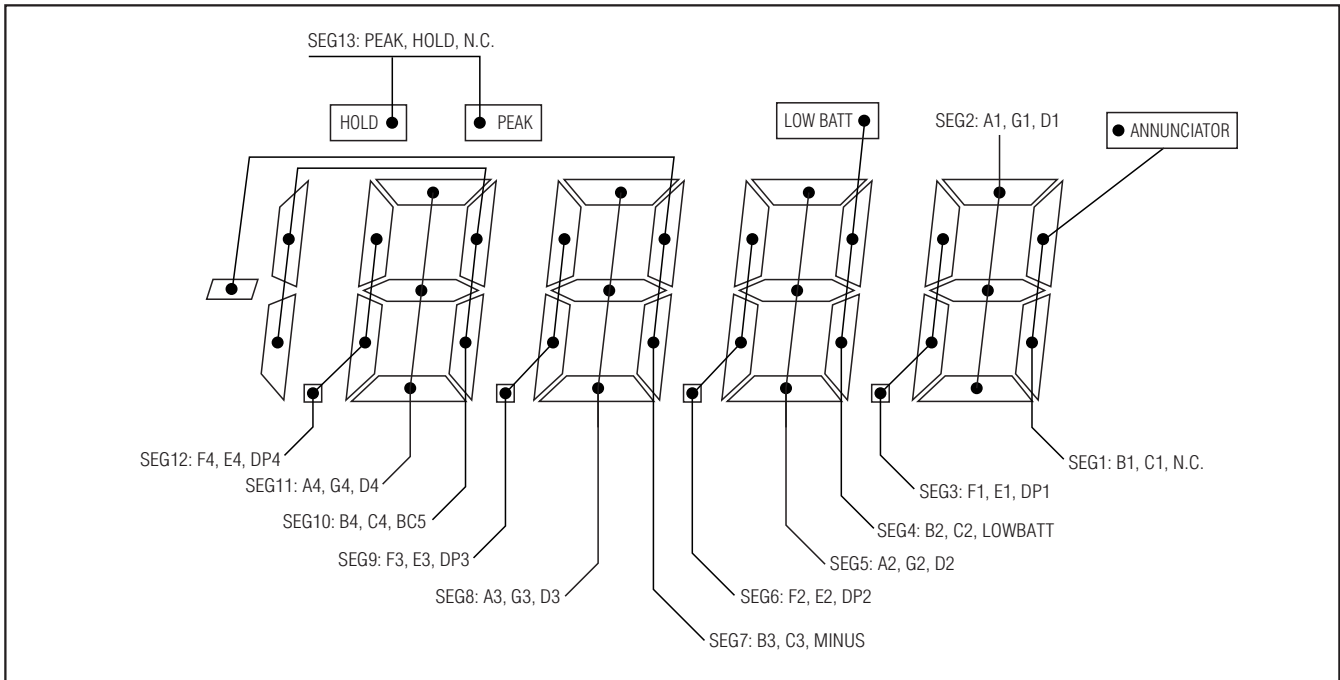 SEG13: PEAK, HOLD, N.C.
HOLD
PEAK
LOW BATT
SEG2: A1, G1, D1
ANNUNCIATOR
SEG12: F4, E4, DP4
SEG11: A4, G4, D4
SEG10: B4, C4, BC5
SEG9: F3, E3, DP3
SEG8: A3, G3, D3
SEG1: B1, C1, N.C.
SEG3: F1, E1, DP1
SEG4: B2, C2, LOWBATT
SEG5: A2, G2, D2
SEG6: F2, E2, DP2
SEG7: B3, C3, MINUS